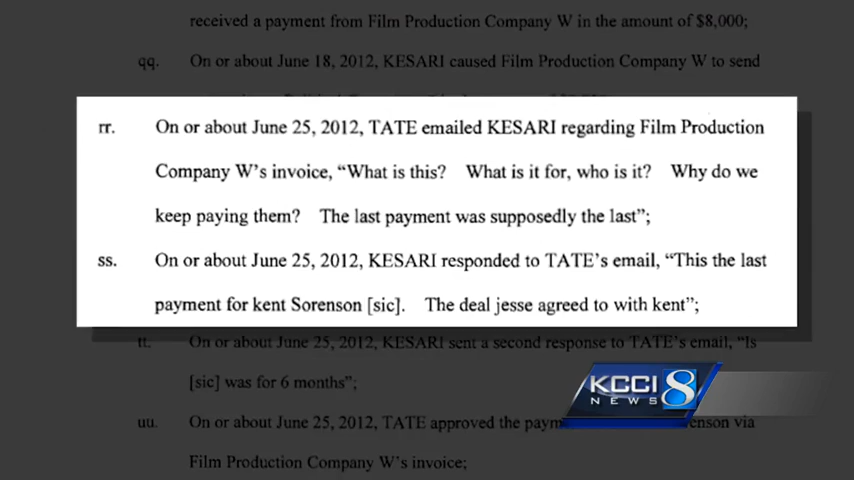 received a payment from Film Production Company W in the amount of $8,000;
qq. On or about June 18, 2012, KESARI caused Film Production Company W to send
rr. On or about June 25, 2012, TATE emailed KESARI regarding Film Production
Company W's invoice, “What is this? What is it for, who is it? Why do we
keep paying them? The last payment was supposedly the last”;
ss. On or about June 25, 2012, KESARI responded to TATE's email, “This the last
payment for kent Sorenson [sic]. The deal jesse agreed to with kent”;
tt. On or about June 25, 2012, KESARI sent a second response to TATE's email, “Is
[sic] was for 6 months”;
KCCI 8
NEWS
uu. On or about June 25, 2012, TATE approved the paym enson via
Film Production Company W's invoice;